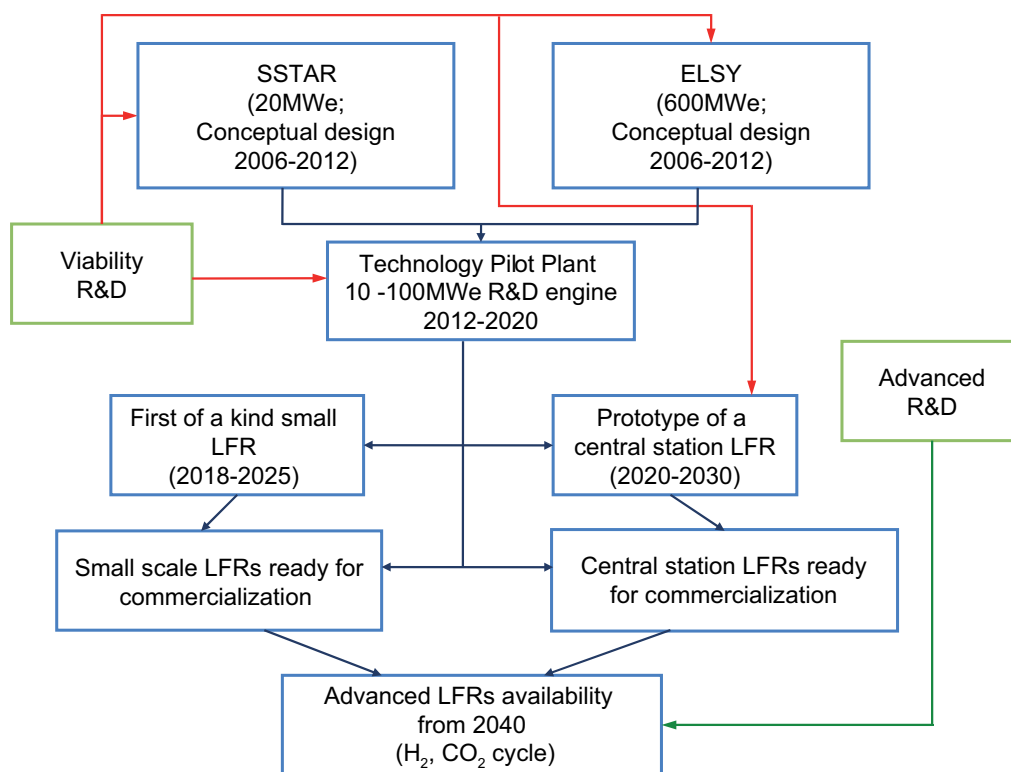 SSTAR
(20MWe;
Conceptual design
2006-2012)
ELSY
(600MWe;
Conceptual design
2006-2012)
Viability
R&D
Technology Pilot Plant
10 -100MWe R&D engine
2012-2020
Advanced
R&D
First of a kind small
LFR
(2018-2025)
Prototype of a
central station LFR
(2020-2030)
Small scale LFRs ready for
commercialization
Central station LFRs ready
for commercialization
Advanced LFRs availability
from 2040
(H₂, CO₂ cycle)